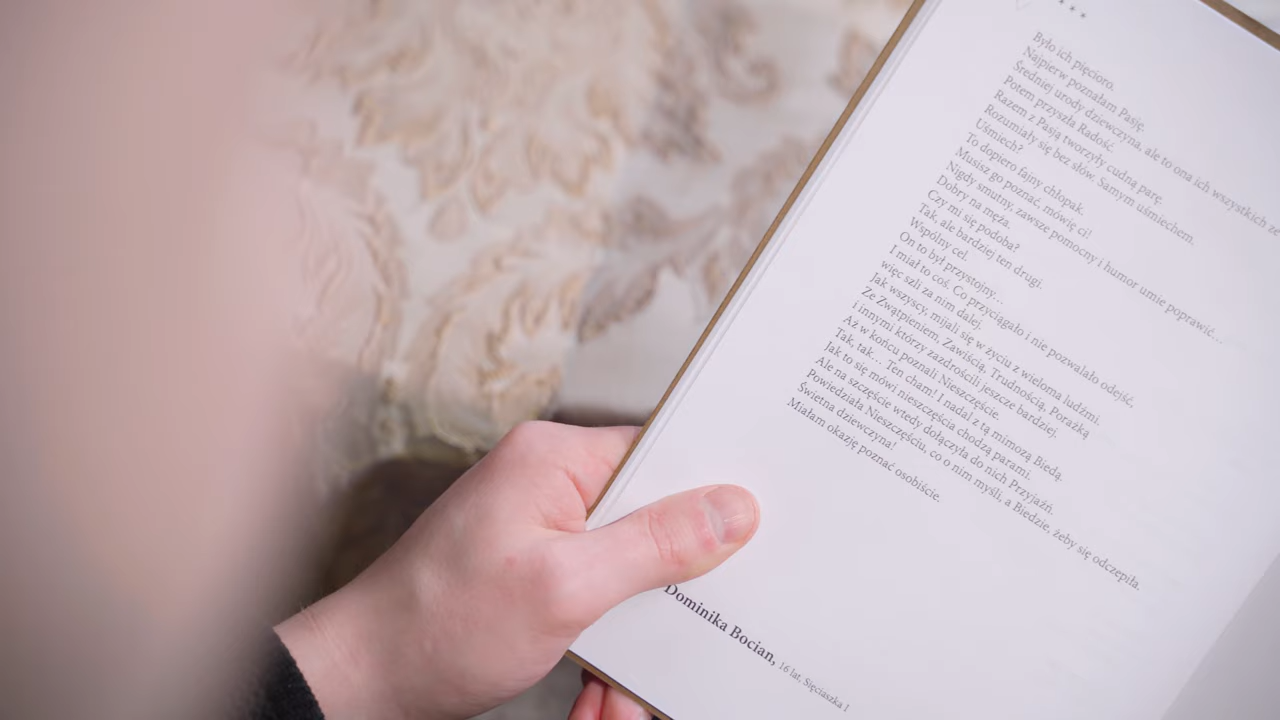 * * *
Było ich pięcioro.
Najpierw poznałam Pasję.
Średniej urody dziewczyna, ale to ona ich wszystkich ze
Potem przyszła Radość.
Razem z Pasją tworzyły cudną parę.
Rozumiały się bez słów. Samym uśmiechem.
Uśmiech?
To dopiero fajny chłopak.
Musisz go poznać, mówię ci!
Nigdy smutny, zawsze pomocny i humor umie poprawić…
Dobry na męża.
Czy mi się podoba?
Tak, ale bardziej ten drugi.
Wspólny cel.
On to był przystojny…
I miał to coś. Co przyciągało i nie pozwalało odejść,
więc szli za nim dalej.
Jak wszyscy, mijali się w życiu z wieloma ludźmi.
Ze Zwątpieniem, Zawiścią, Trudnością, Porażką
i innymi którzy zazdrościli jeszcze bardziej.
Aż w końcu poznali Nieszczęście.
Tak, tak… Ten cham! I nadal z tą mimozą Biedą.
Jak to się mówi nieszczęścia chodzą parami.
Ale na szczęście wtedy dołączyła do nich Przyjaźń.
Powiedziała Nieszczęściu, co o nim myśli, a Biedzie, żeby się odczepiła.
Świetna dziewczyna!
Miałam okazję poznać osobiście.
Dominika Bocian, 16 lat, Sięciaszka I